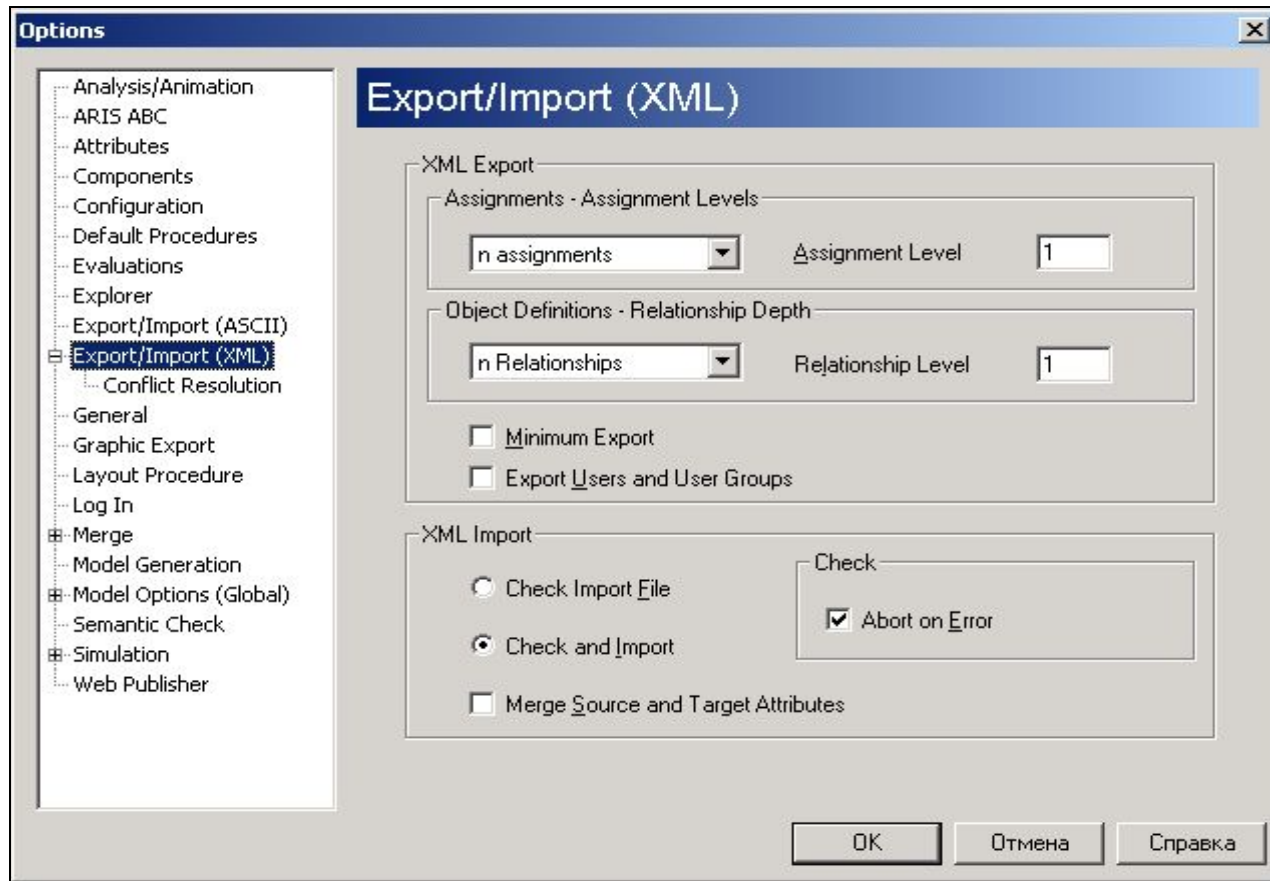 Options
Analysis/Animation
ARIS ABC
Attributes
Components
Configuration
Default Procedures
Evaluations
Explorer
Export/Import (ASCII)
Export/Import (XML)
Conflict Resolution
General
Graphic Export
Layout Procedure
Log In
Merge
Model Generation
Model Options (Global)
Semantic Check
Simulation
Web Publisher
Export/Import (XML)
XML Export
Assignments - Assignment Levels
n assignments Assignment Level 1
Object Definitions - Relationship Depth
n Relationships Relationship Level 1
Minimum Export
Export Users and User Groups
XML Import
Check Import File
Check and Import
Merge Source and Target Attributes
Check
Abort on Error
OK Отмена Справка